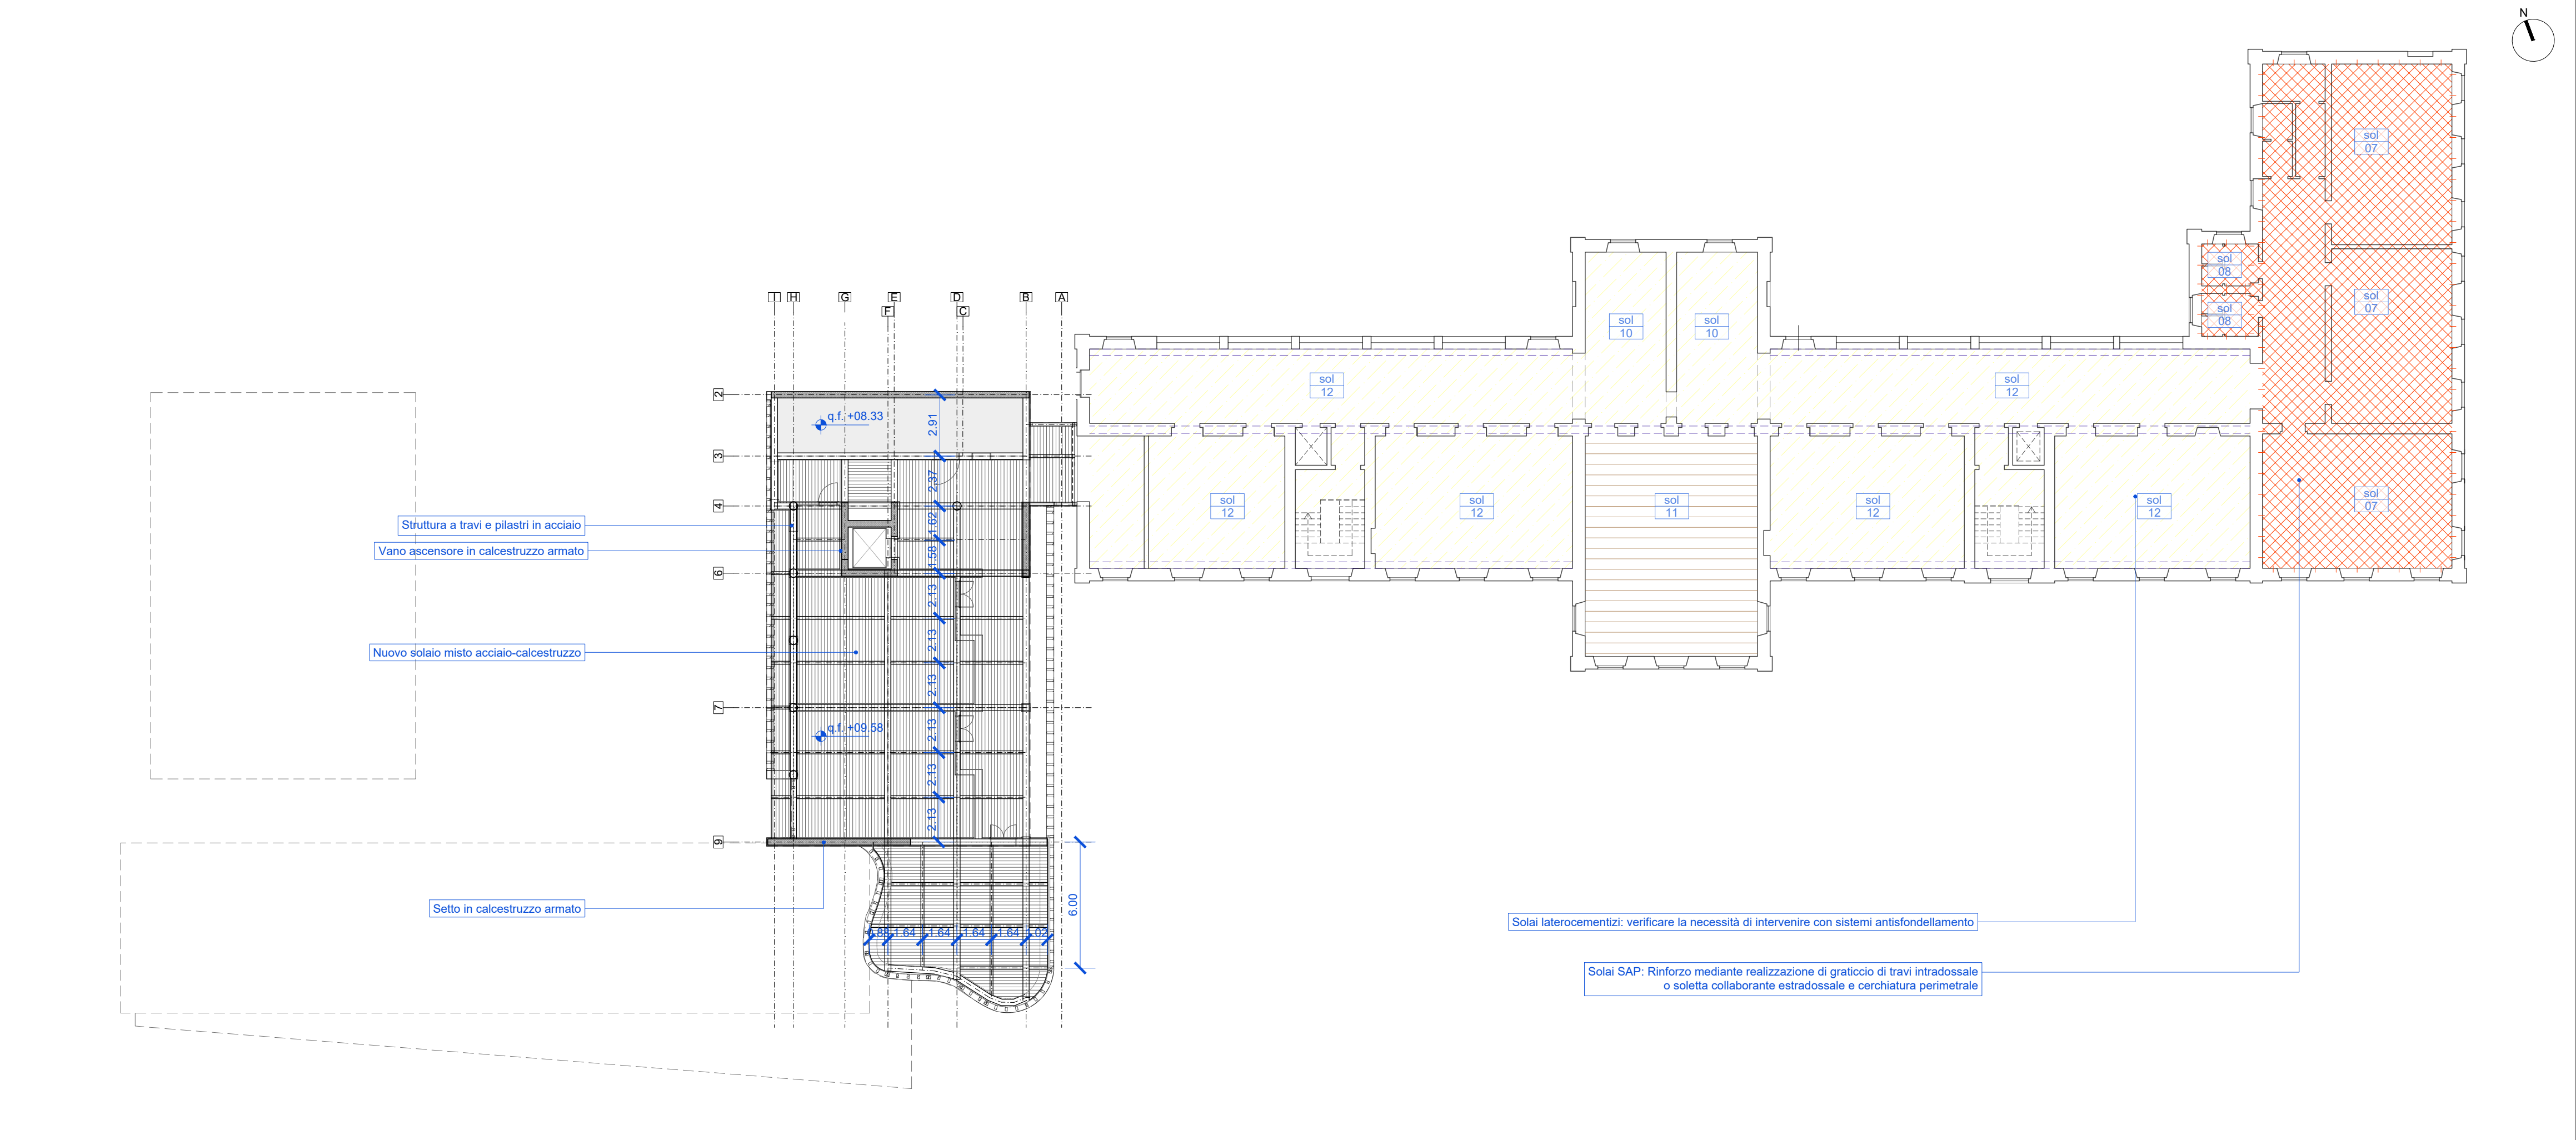 N
sol
07
sol
08
sol
08
sol
07
sol
10
sol
10
I
H
G
F
E
D
C
B
A
sol
12
sol
12
2
q.f. +08.33
2.91
3
2.37
4
sol
12
sol
12
sol
11
sol
12
sol
12
sol
07
Struttura a travi e pilastri in acciaio
1.62
Vano ascensore in calcestruzzo armato
1.58
6
2.13
2.13
Nuovo solaio misto acciaio-calcestruzzo
2.13
7
q.f. +09.58
2.13
2.13
2.13
9
6.00
Setto in calcestruzzo armato
1.64
1.64
1.64
1.64
1.02
Solai laterocementizi: verificare la necessità di intervenire con sistemi antisfondellamento
Solai SAP: Rinforzo mediante realizzazione di graticcio di travi intradossale
o soletta collaborante estradossale e cerchiatura perimetrale